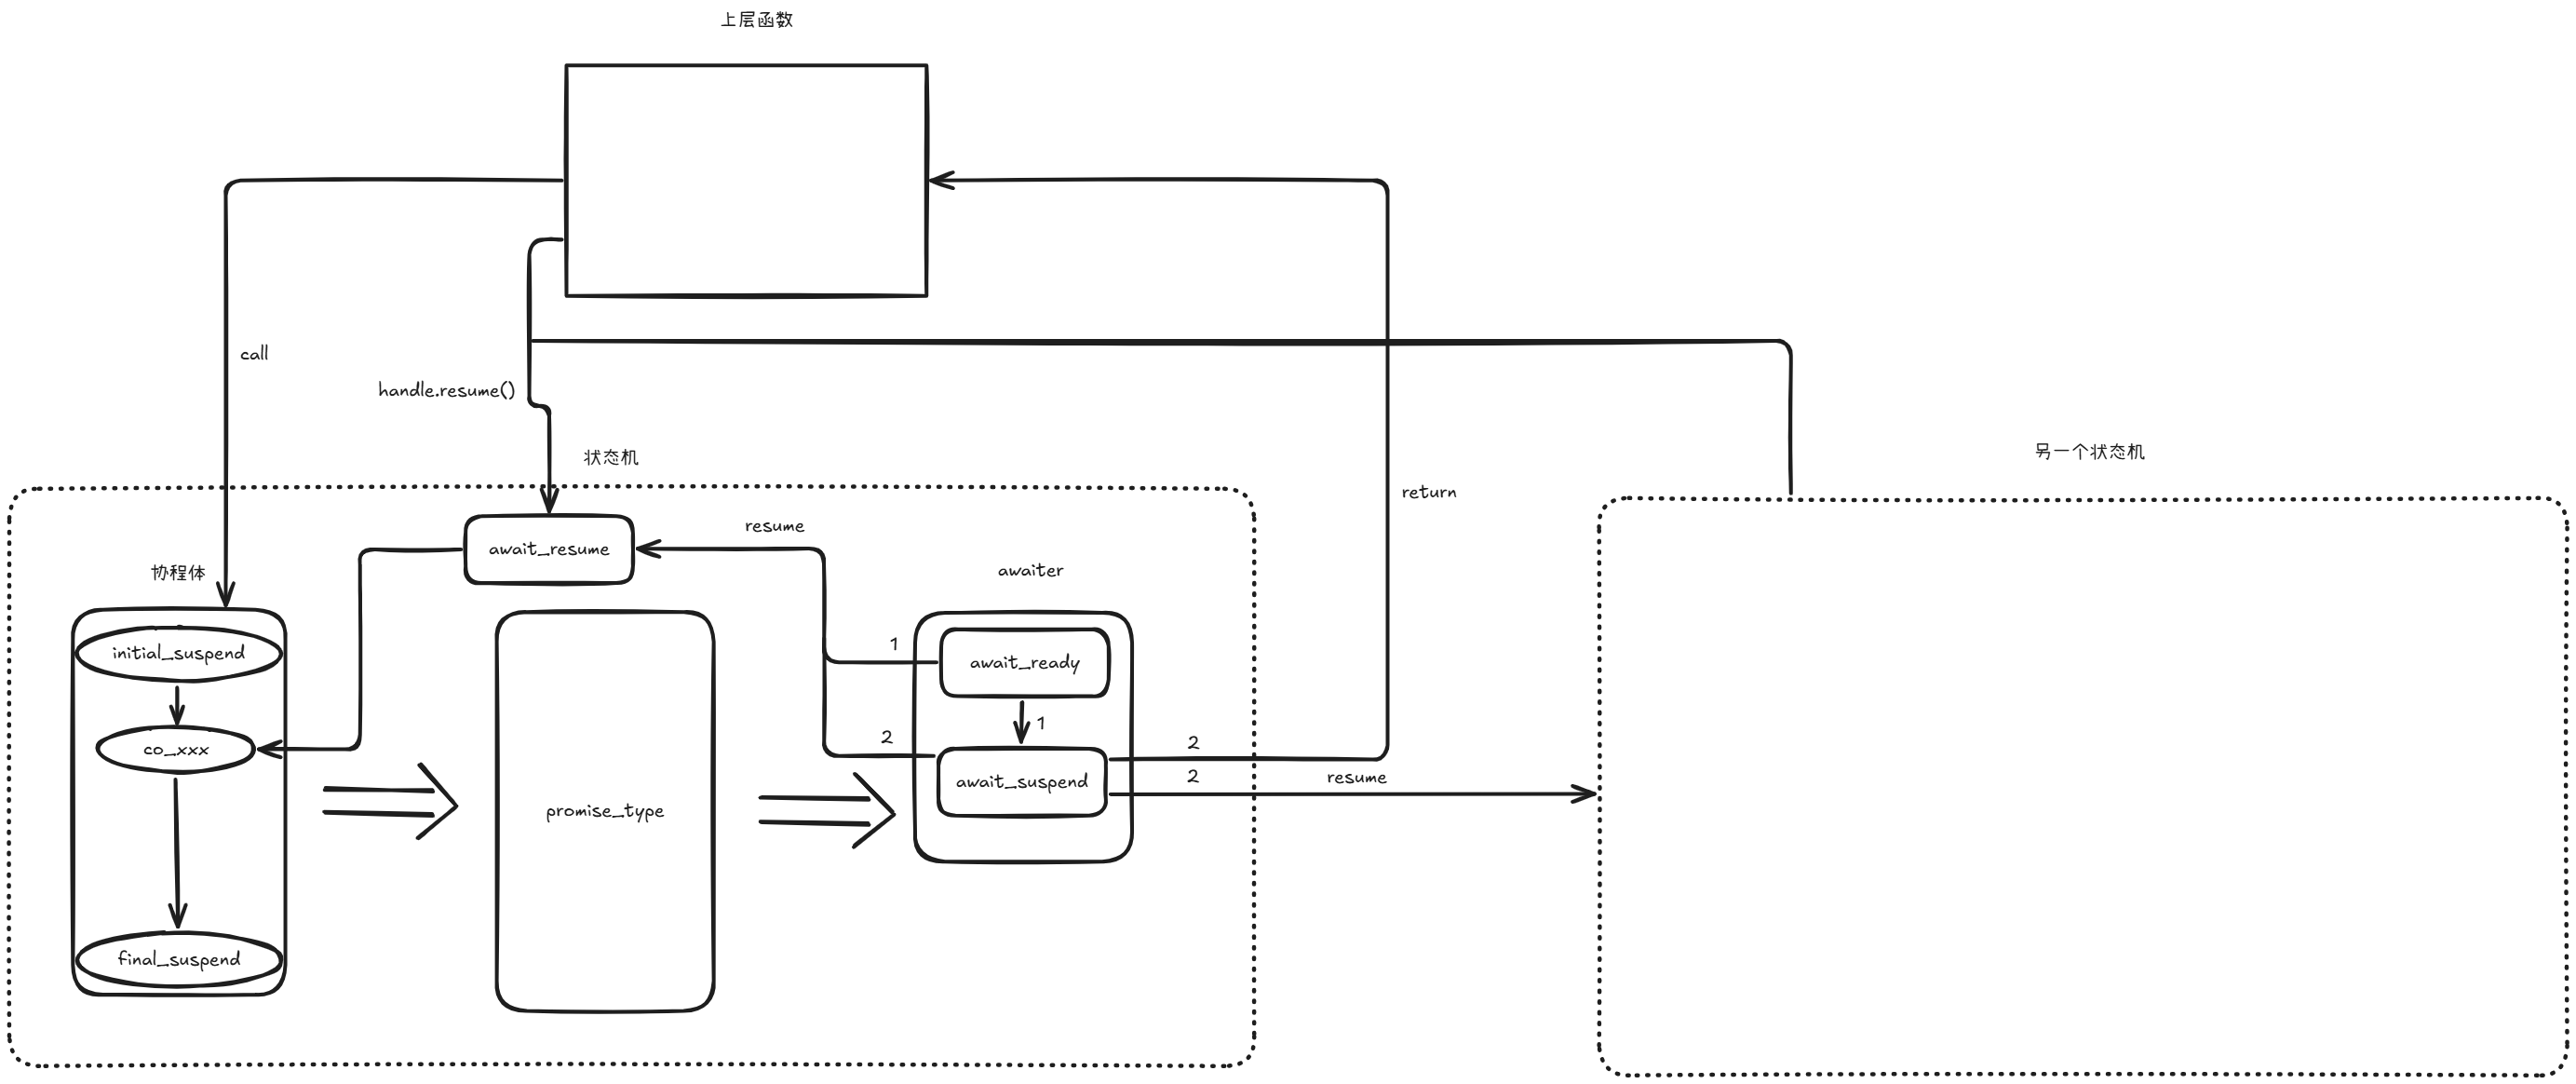 上层函数
call
handle.resume()
状态机
另一个状态机
return
resume
await_resume
协程体
awaiter
initial_suspend
1
await_ready
1
co_xxx
2
2
await_suspend
2
resume
promise_type
final_suspend